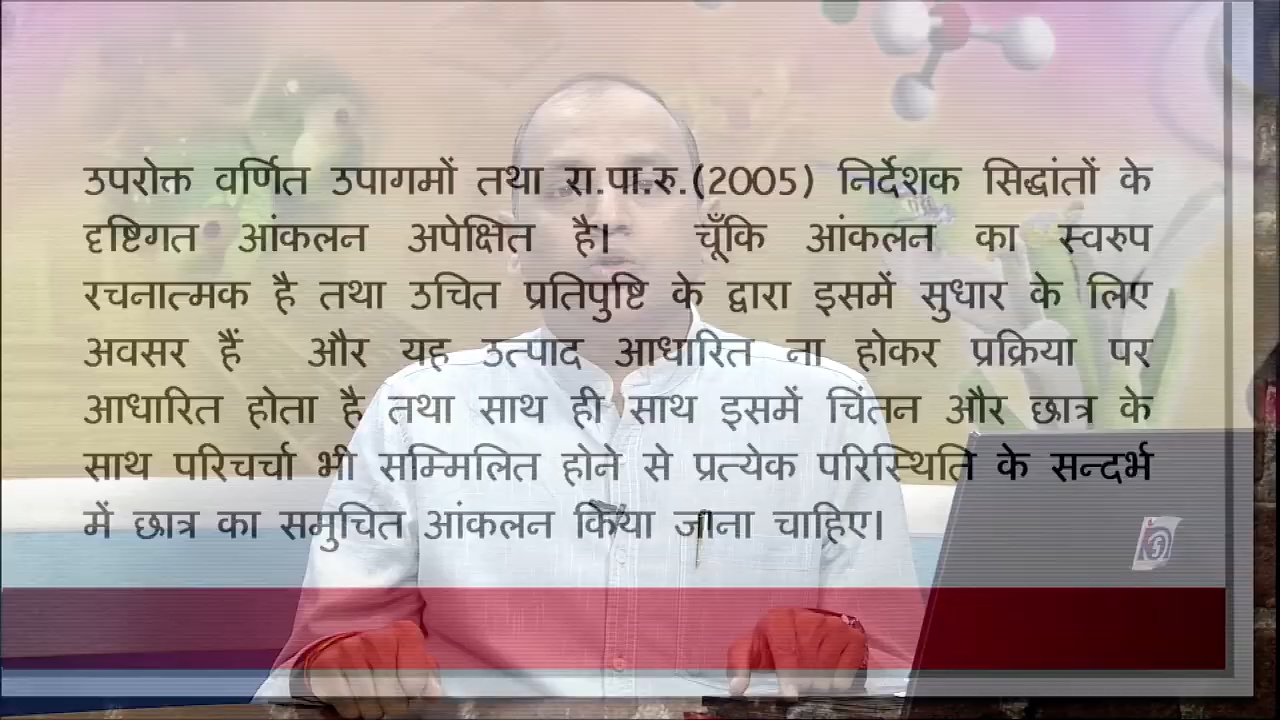 उपरोक्त वर्णित उपागमों तथा रा.पा.रु.(2005) निर्देशक सिद्धांतों के
दृष्टिगत आंकलन अपेक्षित है। चूँकि आंकलन का स्वरुप
रचनात्मक है तथा उचित प्रतिपुष्टि के द्वारा इसमें सुधार के लिए
अवसर हैं और यह उत्पाद आधारित ना होकर प्रक्रिया पर
आधारित होता है तथा साथ ही साथ इसमें चिंतन और छात्र के
साथ परिचर्चा भी सम्मिलित होने से प्रत्येक परिस्थिति के सन्दर्भ
में छात्र का समुचित आंकलन किया जाना चाहिए।